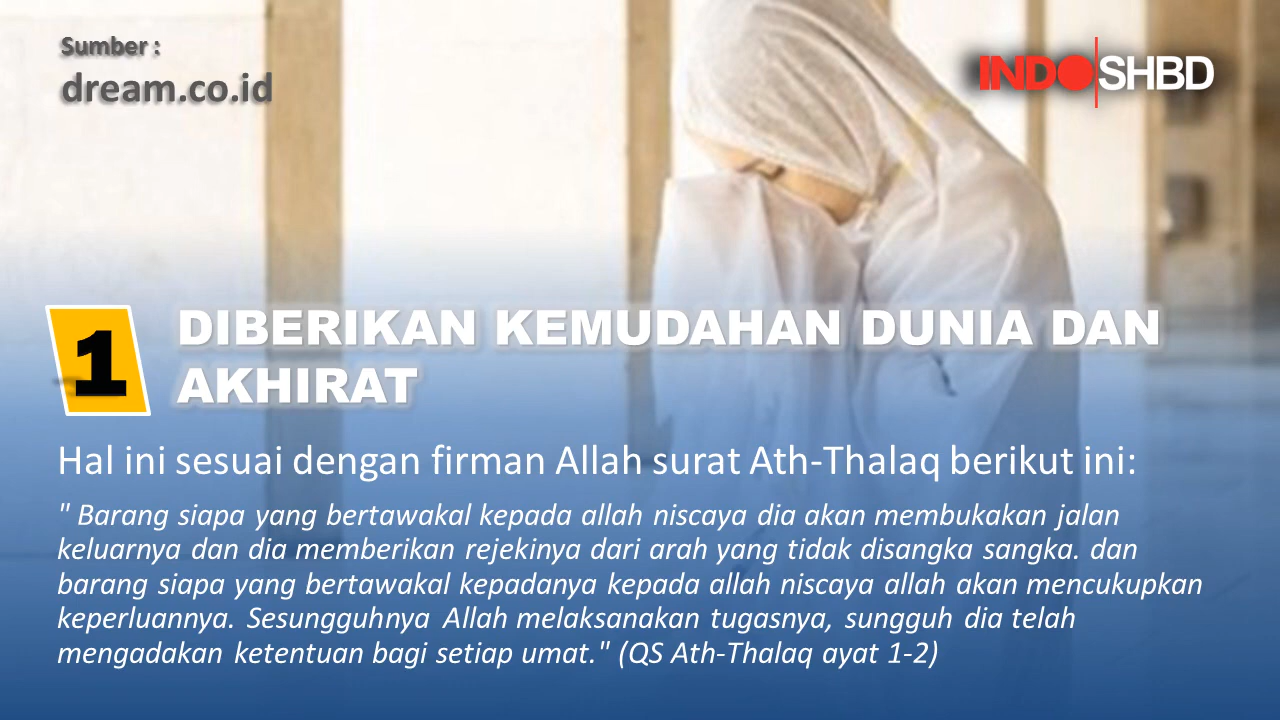 Sumber :
dream.co.id
INDOSHBD
1
DIBERIKAN KEMUDAHAN DUNIA DAN
AKHIRAT
Hal ini sesuai dengan firman Allah surat Ath-Thalaq berikut ini:
" Barang siapa yang bertawakal kepada allah niscaya dia akan membukakan jalan
keluarnya dan dia memberikan rejekinya dari arah yang tidak disangka sangka. dan
barang siapa yang bertawakal kepadanya kepada allah niscaya allah akan mencukupkan
keperluannya. Sesungguhnya Allah melaksanakan tugasnya, sungguh dia telah
mengadakan ketentuan bagi setiap umat." (QS Ath-Thalaq ayat 1-2)